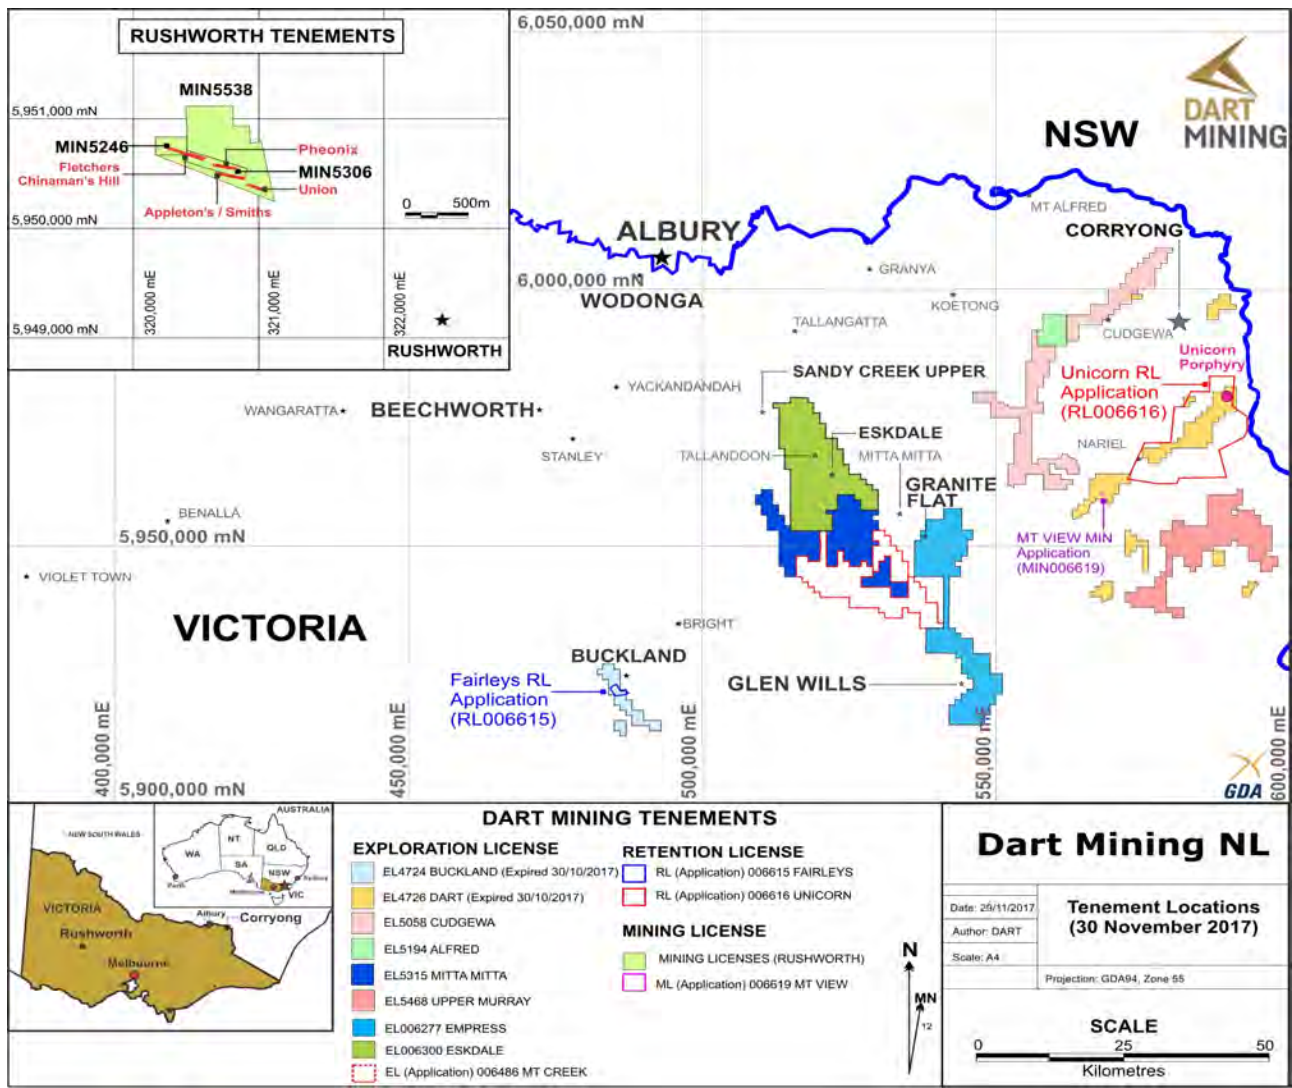 RUSHWORTH TENEMENTS
MIN5538
5,951,000 mN
MIN5246
Pheonix
Fletchers
Chinaman's Hill
MIN5306
Union
Appleton's / Smiths
5,950,000 mN
0 500m
320,000 mE
321,000 mE
322,000 mE
5,949,000 mN
RUSHWORTH
6,050,000 mN
DART
MINING
NSW
MT ALFRED
ALBURY
CORRYONG
GRANYA
6,000,000 mN
WODONGA
KOETONG
TALLANGATTA
CUDGEWA
Unicorn
Porphyry
SANDY CREEK UPPER
Unicorn RL
Application
(RL006616)
YACKANDANDAH
WANGARATTA
BEECHWORTH
ESKDALE
STANLEY
TALLANDOON
MITTA MITTA
NARIEL
GRANITE
FLAT
BENALLA
5,950,000 mN
MT VIEW MIN
Application
(MIN006619)
VIOLET TOWN
VICTORIA
BRIGHT
BUCKLAND
Fairleys RL
Application
(RL006615)
GLEN WILLS
400,000 mE
450,000 mE
500,000 mE
550,000 mE
600,000 mE
5,900,000 mN
GDA
NEW SOUTH WALES
VICTORIA
Rushworth
Melbourne
Albury
Corryong
AUSTRALIA
NT
QLD
WA
SA
NSW
Perth
Sydney
Melbourne
VIC
DART MINING TENEMENTS
EXPLORATION LICENSE
EL4724 BUCKLAND (Expired 30/10/2017)
EL4726 DART (Expired 30/10/2017)
EL5058 CUDGEWA
EL5194 ALFRED
EL5315 MITTA MITTA
EL5468 UPPER MURRAY
EL006277 EMPRESS
EL006300 ESKDALE
EL (Application) 006486 MT CREEK
RETENTION LICENSE
RL (Application) 006615 FAIRLEYS
RL (Application) 006616 UNICORN
MINING LICENSE
MINING LICENSES (RUSHWORTH)
ML (Application) 006619 MT VIEW
N
MN
12
Dart Mining NL
Date: 29/11/2017
Author: DART
Scale: A4
Tenement Locations
(30 November 2017)
Projection: GDA94, Zone 55
SCALE
0 25 50
Kilometres